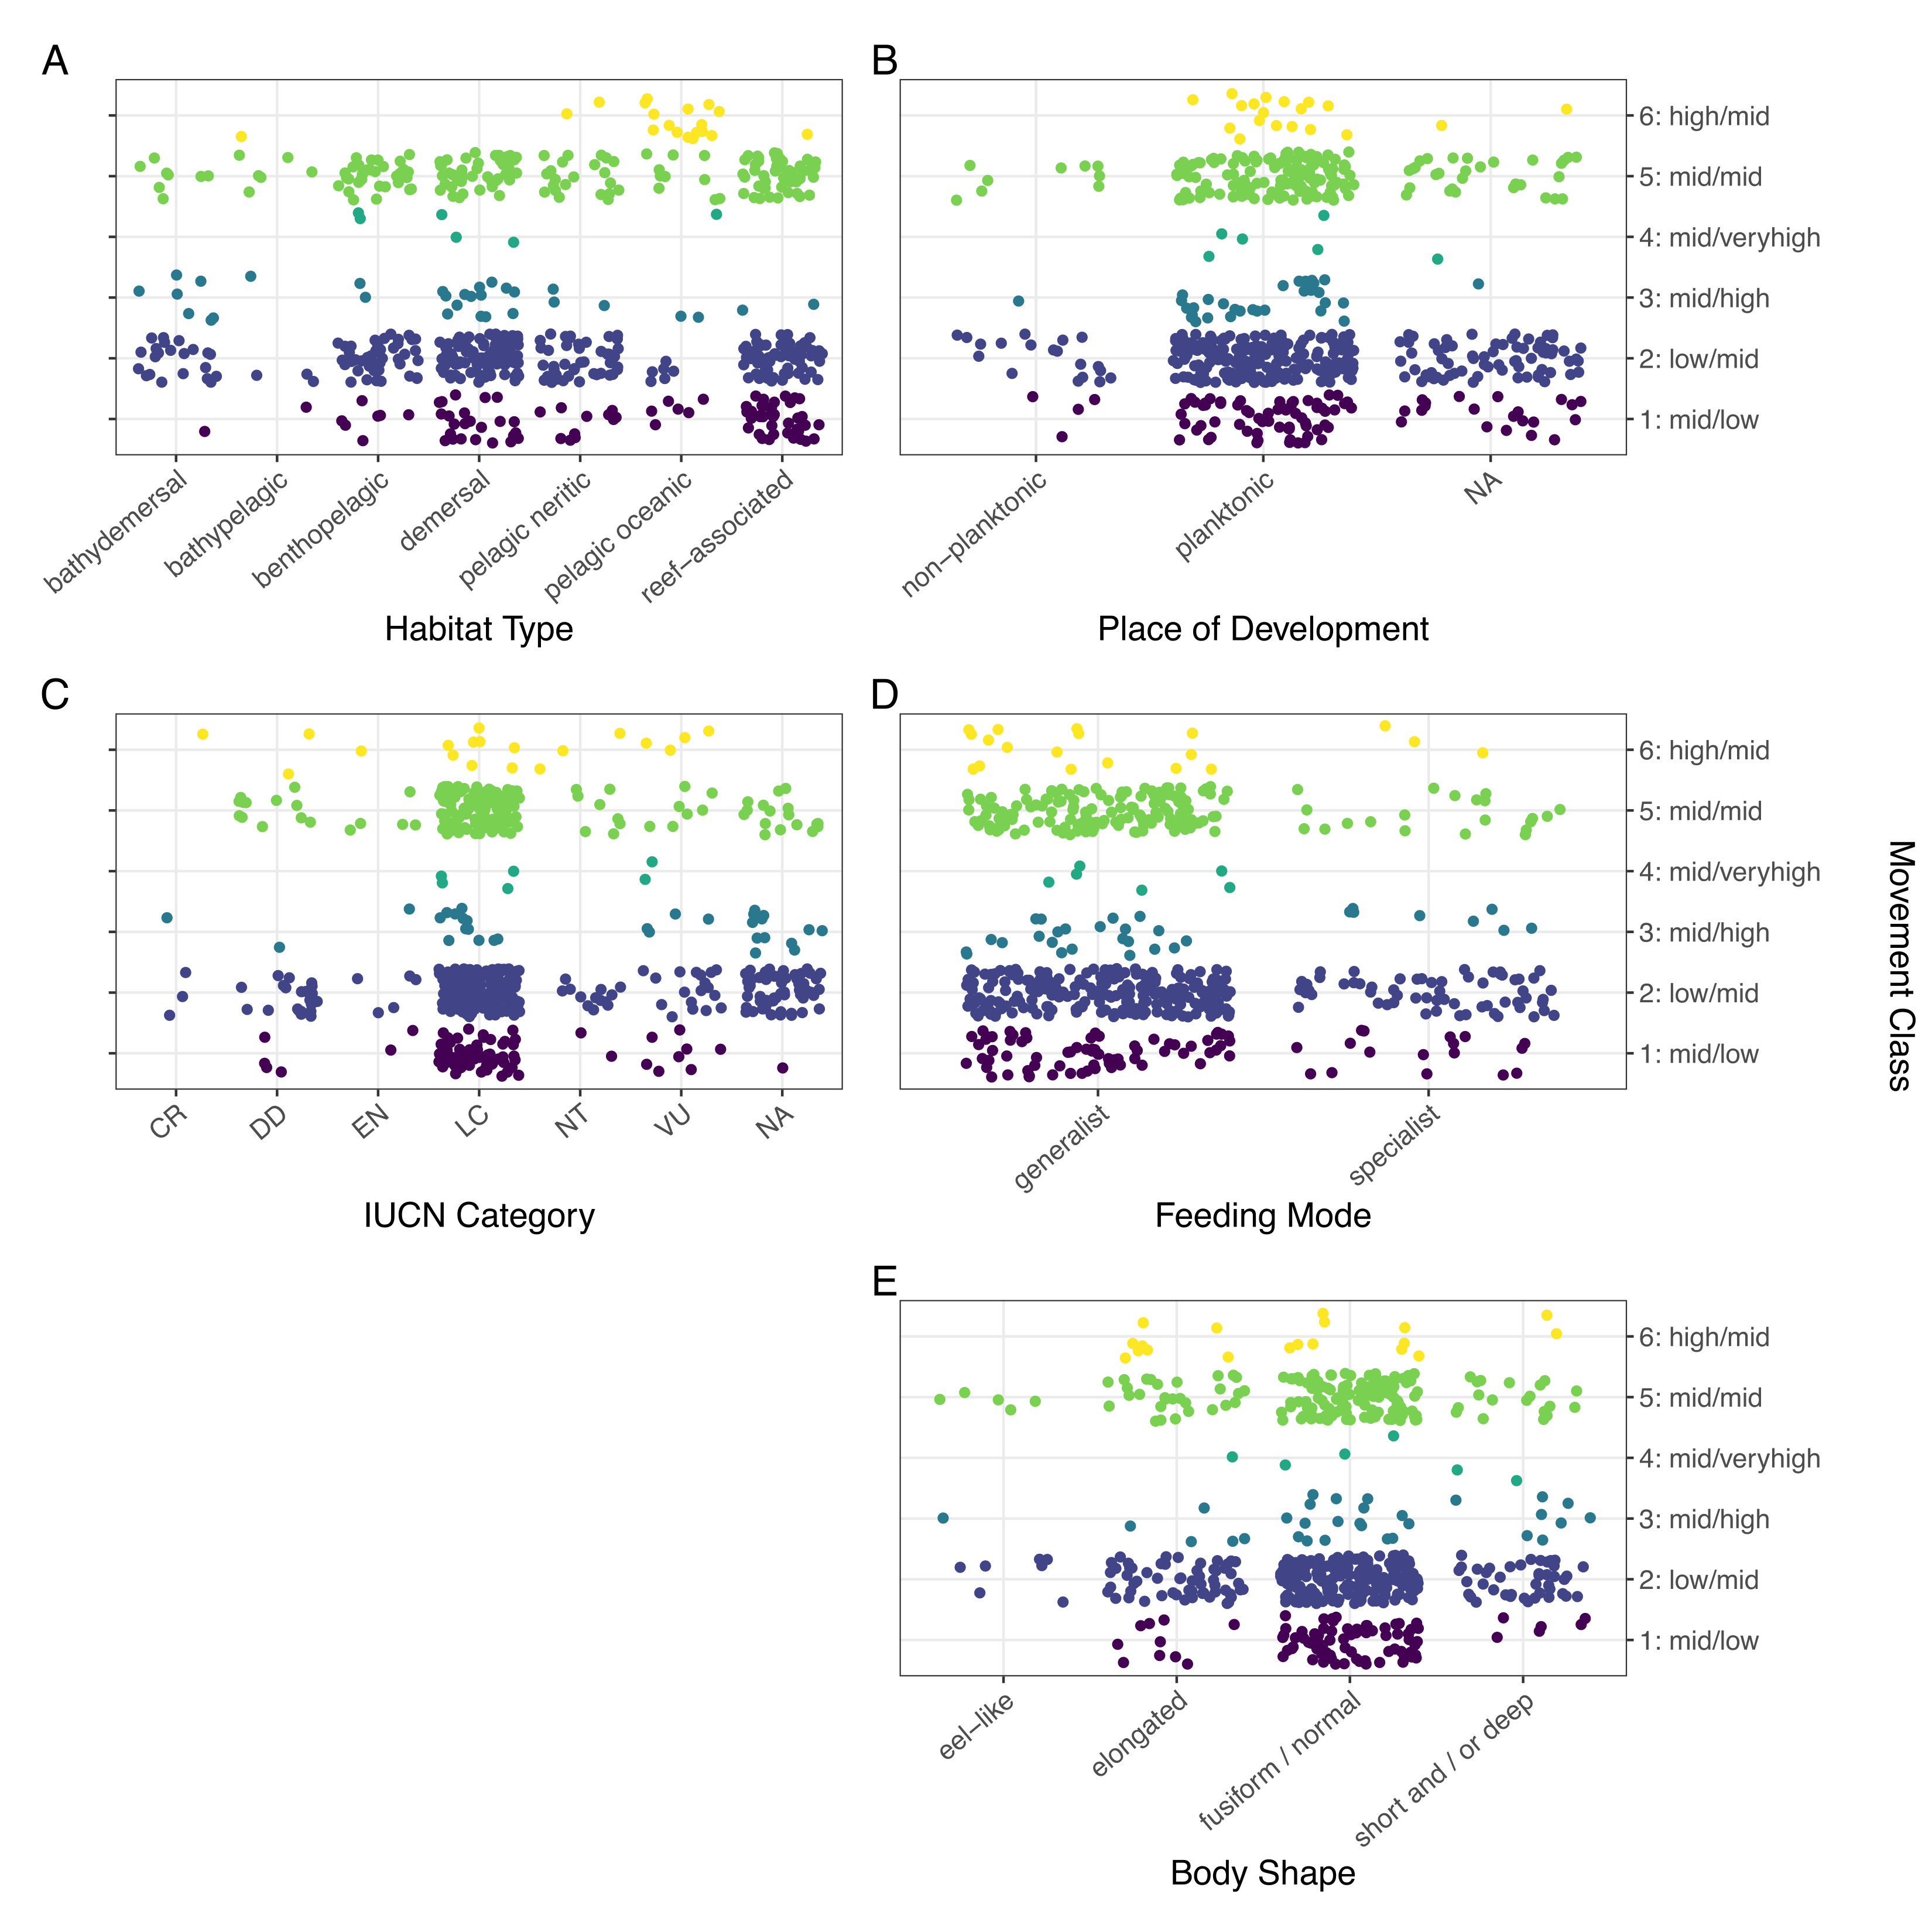 A
B
6: high/mid
5: mid/mid
4: mid/veryhigh
3: mid/high
2: low/mid
1: mid/low
bathydemersal
bathypelagic
benthopelagic
demersal
pelagic neritic
pelagic oceanic
reef−associated
non−planktonic
planktonic
NA
Habitat Type
Place of Development
C
D
6: high/mid
5: mid/mid
4: mid/veryhigh
3: mid/high
2: low/mid
1: mid/low
Movement Class
CR
DD
EN
LC
NT
VU
NA
generalist
specialist
IUCN Category
Feeding Mode
E
6: high/mid
5: mid/mid
4: mid/veryhigh
3: mid/high
2: low/mid
1: mid/low
eel−like
elongated
fusiform / normal
short and / or deep
Body Shape